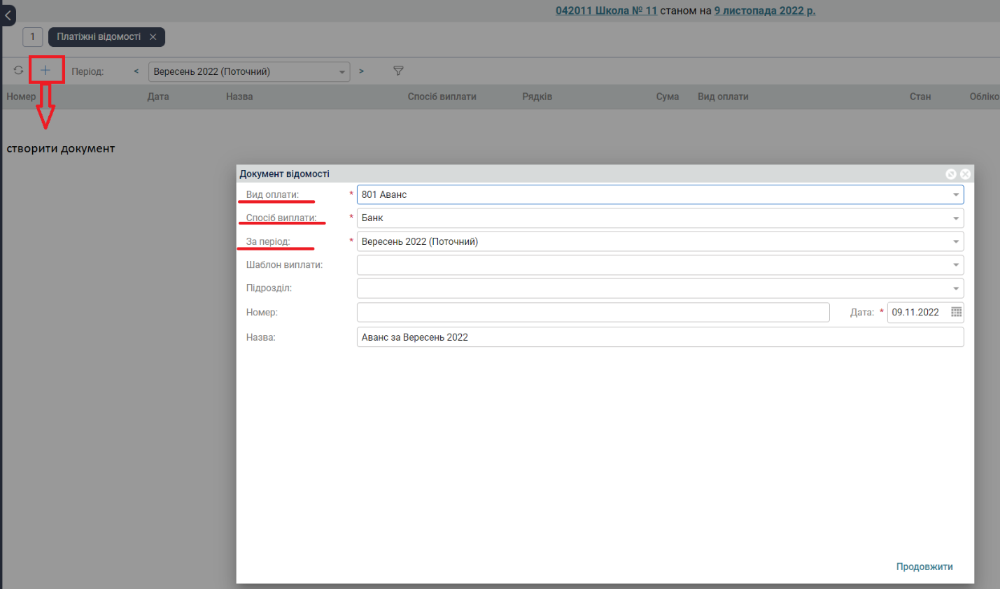 042011 Школа № 11 станом на 9 листопада 2022 р.
1 Платіжні відомості
Період: < Вересень 2022 (Поточний) >
Номер Дата Назва Спосіб виплати Рядків Сума Вид оплати Стан Обліко
створити документ
Документ відомості
Вид оплати: * 801 Аванс
Спосіб виплати: * Банк
За період: * Вересень 2022 (Поточний)
Шаблон виплати:
Підрозділ:
Номер: Дата: * 09.11.2022
Назва: Аванс за Вересень 2022
Продовжити